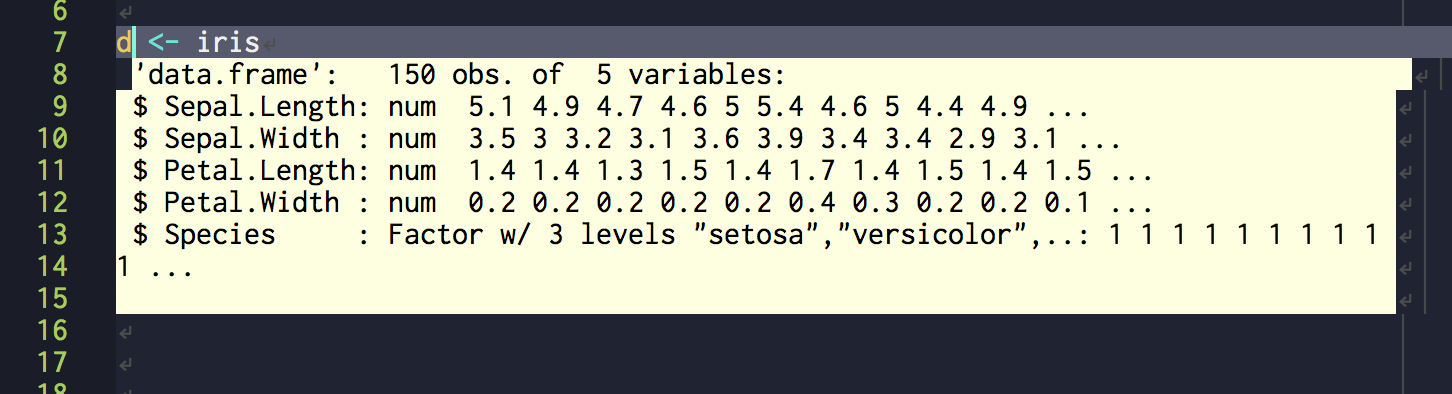 6
7 d <- iris
8 'data.frame':   150 obs. of  5 variables:
9 $ Sepal.Length: num  5.1 4.9 4.7 4.6 5 5.4 4.6 5 4.4 4.9 ...
10 $ Sepal.Width : num  3.5 3 3.2 3.1 3.6 3.9 3.4 3.4 2.9 3.1 ...
11 $ Petal.Length: num  1.4 1.4 1.3 1.5 1.4 1.7 1.4 1.5 1.4 1.5 ...
12 $ Petal.Width : num  0.2 0.2 0.2 0.2 0.2 0.4 0.3 0.2 0.2 0.1 ...
13 $ Species     : Factor w/ 3 levels "setosa","versicolor",..: 1 1 1 1 1 1 1 1 1
14 1 ...
15
16
17
18